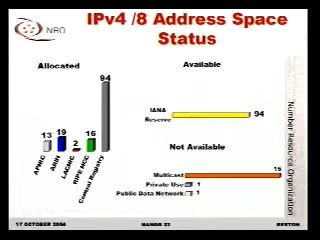 NRO
IPv4 /8 Address Space
Status
Allocated
Available
94
13
19
2
16
APNIC
ARIN
LACNIC
RIPE NCC
Central Registry
IANA
Reserve
94
Not Available
Multicast
16
Private Use
1
Public Data Network
1
Number Resource Organization
17 OCTOBER 2004
NANOG 32
RESTON